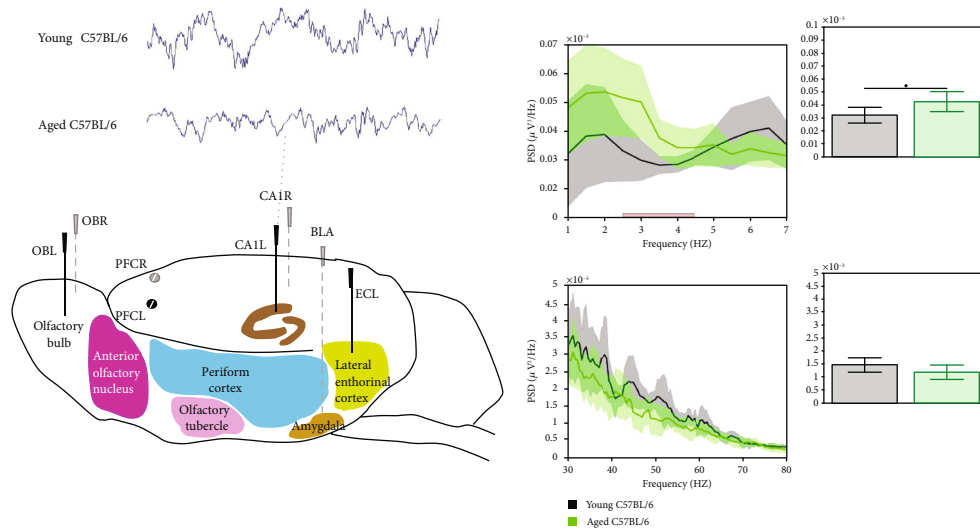 Young C57BL/6
Aged C57BL/6
CA1R
OBR
CA1L
BLA
OBL
PFCR
ECL
PFCL
Olfactory
bulb
Anterior
olfactory
nucleus
Periform
cortex
Lateral
enthorinal
cortex
Olfactory
tubercle
Amygdala
×10⁻³
0.07
0.06
0.05
0.04
0.03
0.02
0
PSD (μ V²/Hz)
1 2 3 4 5 6 7
Frequency (HZ)
×10⁻³
0.1
0.09
0.08
0.07
0.06
0.05
0.04
0.03
0.02
0.01
0
×10⁻³
5
4.5
4
3.5
3
2.5
2
1.5
1
0.5
0
PSD (μ V²/Hz)
30 40 50 60 70 80
Frequency (HZ)
×10⁻³
5
4.5
4
3.5
3
2.5
2
1.5
1
0.5
0
Young C57BL/6
Aged C57BL/6